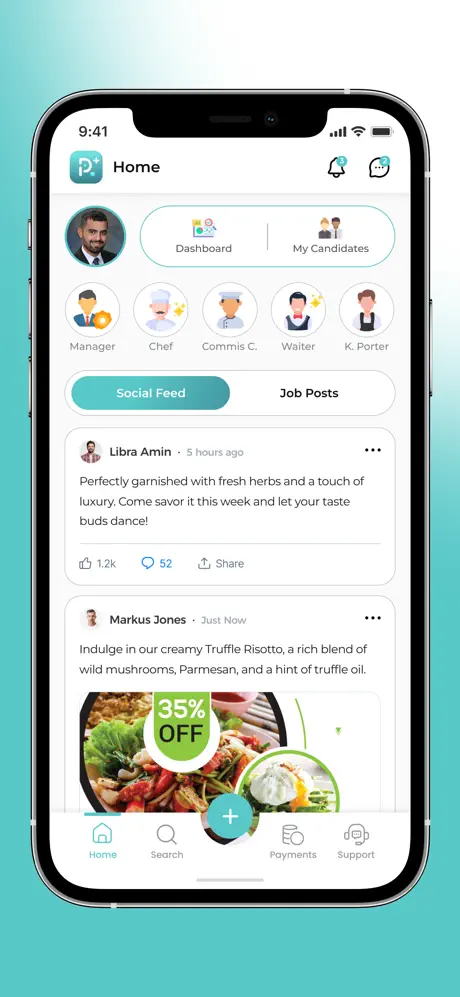 9:41
P+
Home
3
2
Dashboard
My Candidates
Manager
Chef
Commis C.
Waiter
K. Porter
Social Feed
Job Posts
Libra Amin · 5 hours ago
Perfectly garnished with fresh herbs and a touch of
luxury. Come savor it this week and let your taste
buds dance!
1.2k
52
Share
Markus Jones · Just Now
Indulge in our creamy Truffle Risotto, a rich blend of
wild mushrooms, Parmesan, and a hint of truffle oil.
35%
OFF
Home
Search
Payments
Support